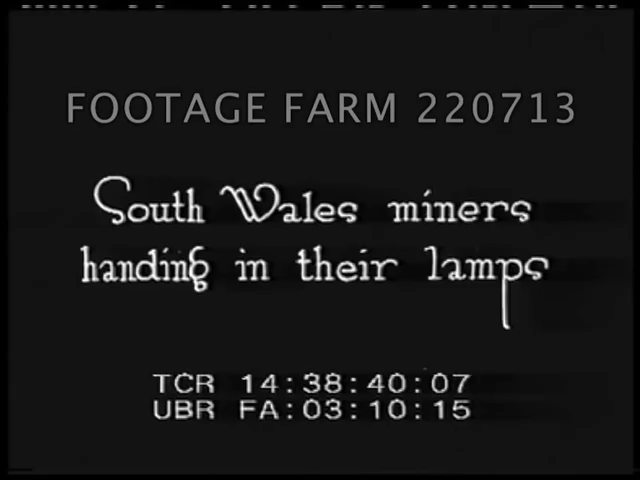 FOOTAGE FARM 220713
South Wales miners
handing in their lamps
TCR 14:38:40:07
UBR FA:03:10:15